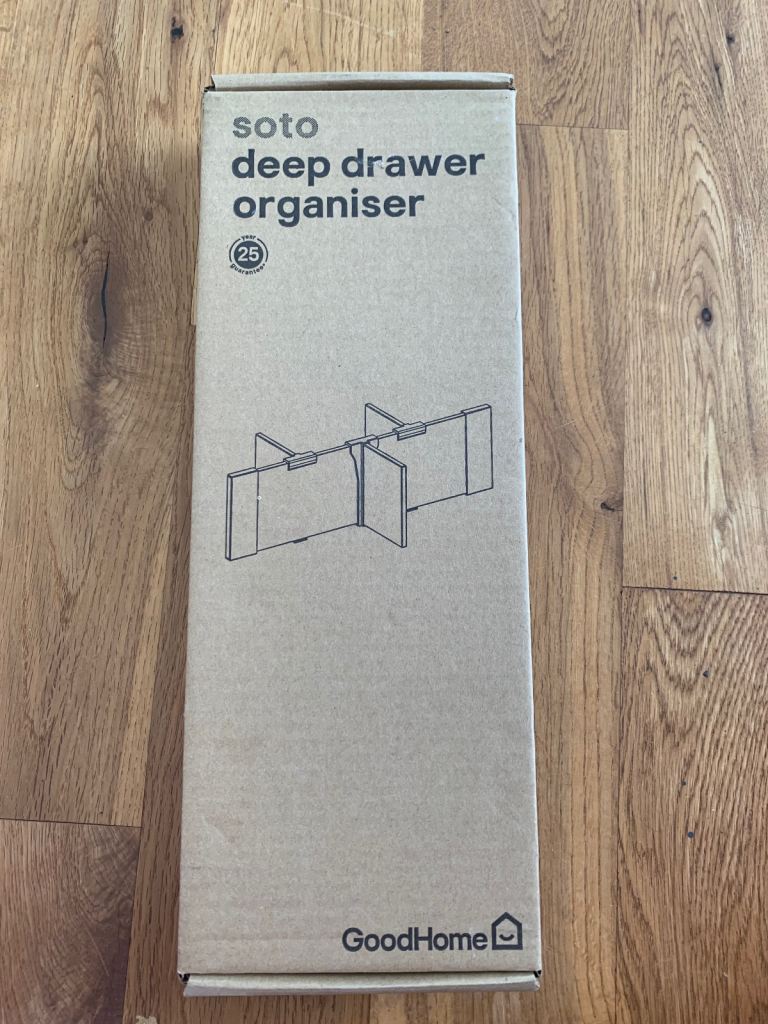 soto
deep drawer
organiser
year
25
guarantee*
GoodHome